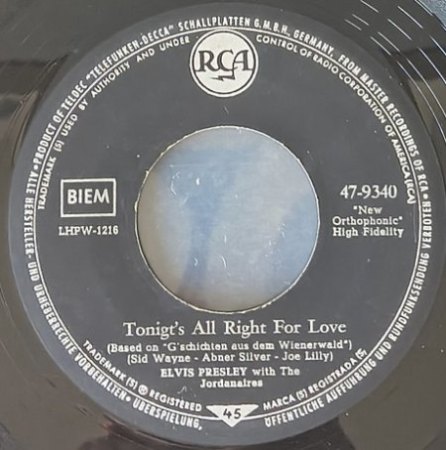 PRODUCT OF TELDEC "TELEFUNKEN-DECCA" SCHALLPLATTEN G.M.B.H., GERMANY, FROM MASTER RECORDINGS OF RCA
TRADEMARK (S) USED BY AUTHORITY AND UNDER CONTROL OF RADIO CORPORATION OF AMERICA (RCA)
RCA
BIEM
LHPW-1216
47-9340
"New
Orthophonic"
High Fidelity
Tonigt's All Right For Love
(Based on "G'schichten aus dem Wienerwald")
(Sid Wayne - Abner Silver - Joe Lilly)
ELVIS PRESLEY with The
Jordanaires
TRADEMARK (S) ® REGISTERED
45
MARCA (S) REGISTRADA (S)
ALLE HERSTELLER- UND URHEBERRECHTE VORBEHALTEN · ÜBERSPIELUNG, ÖFFENTLICHE AUFFÜHRUNG UND RUNDFUNKSENDUNG VERBOTEN